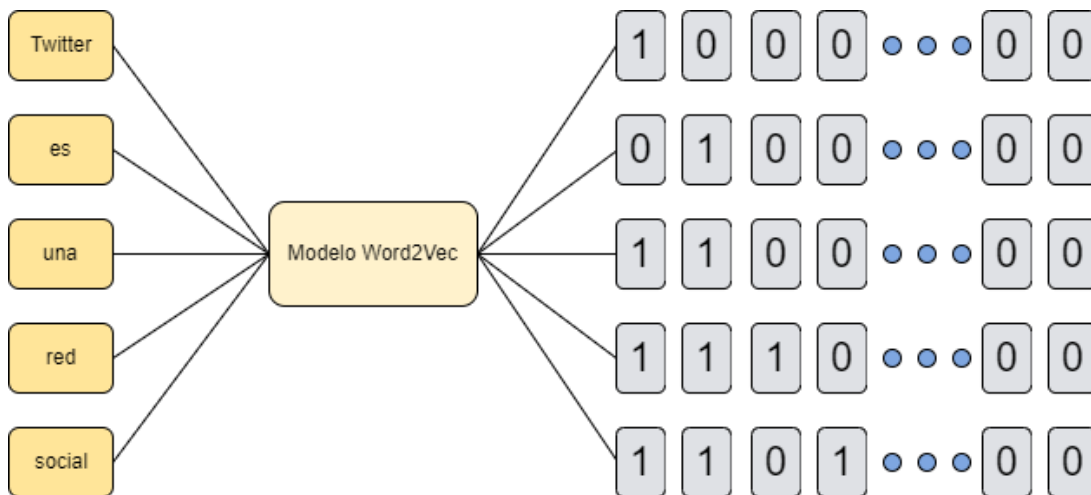 Twitter 1 0 0 0 0 0
es 0 1 0 0 0 0
Modelo Word2Vec
una 1 1 0 0 0 0
red 1 1 1 0 0 0
social 1 1 0 1 0 0